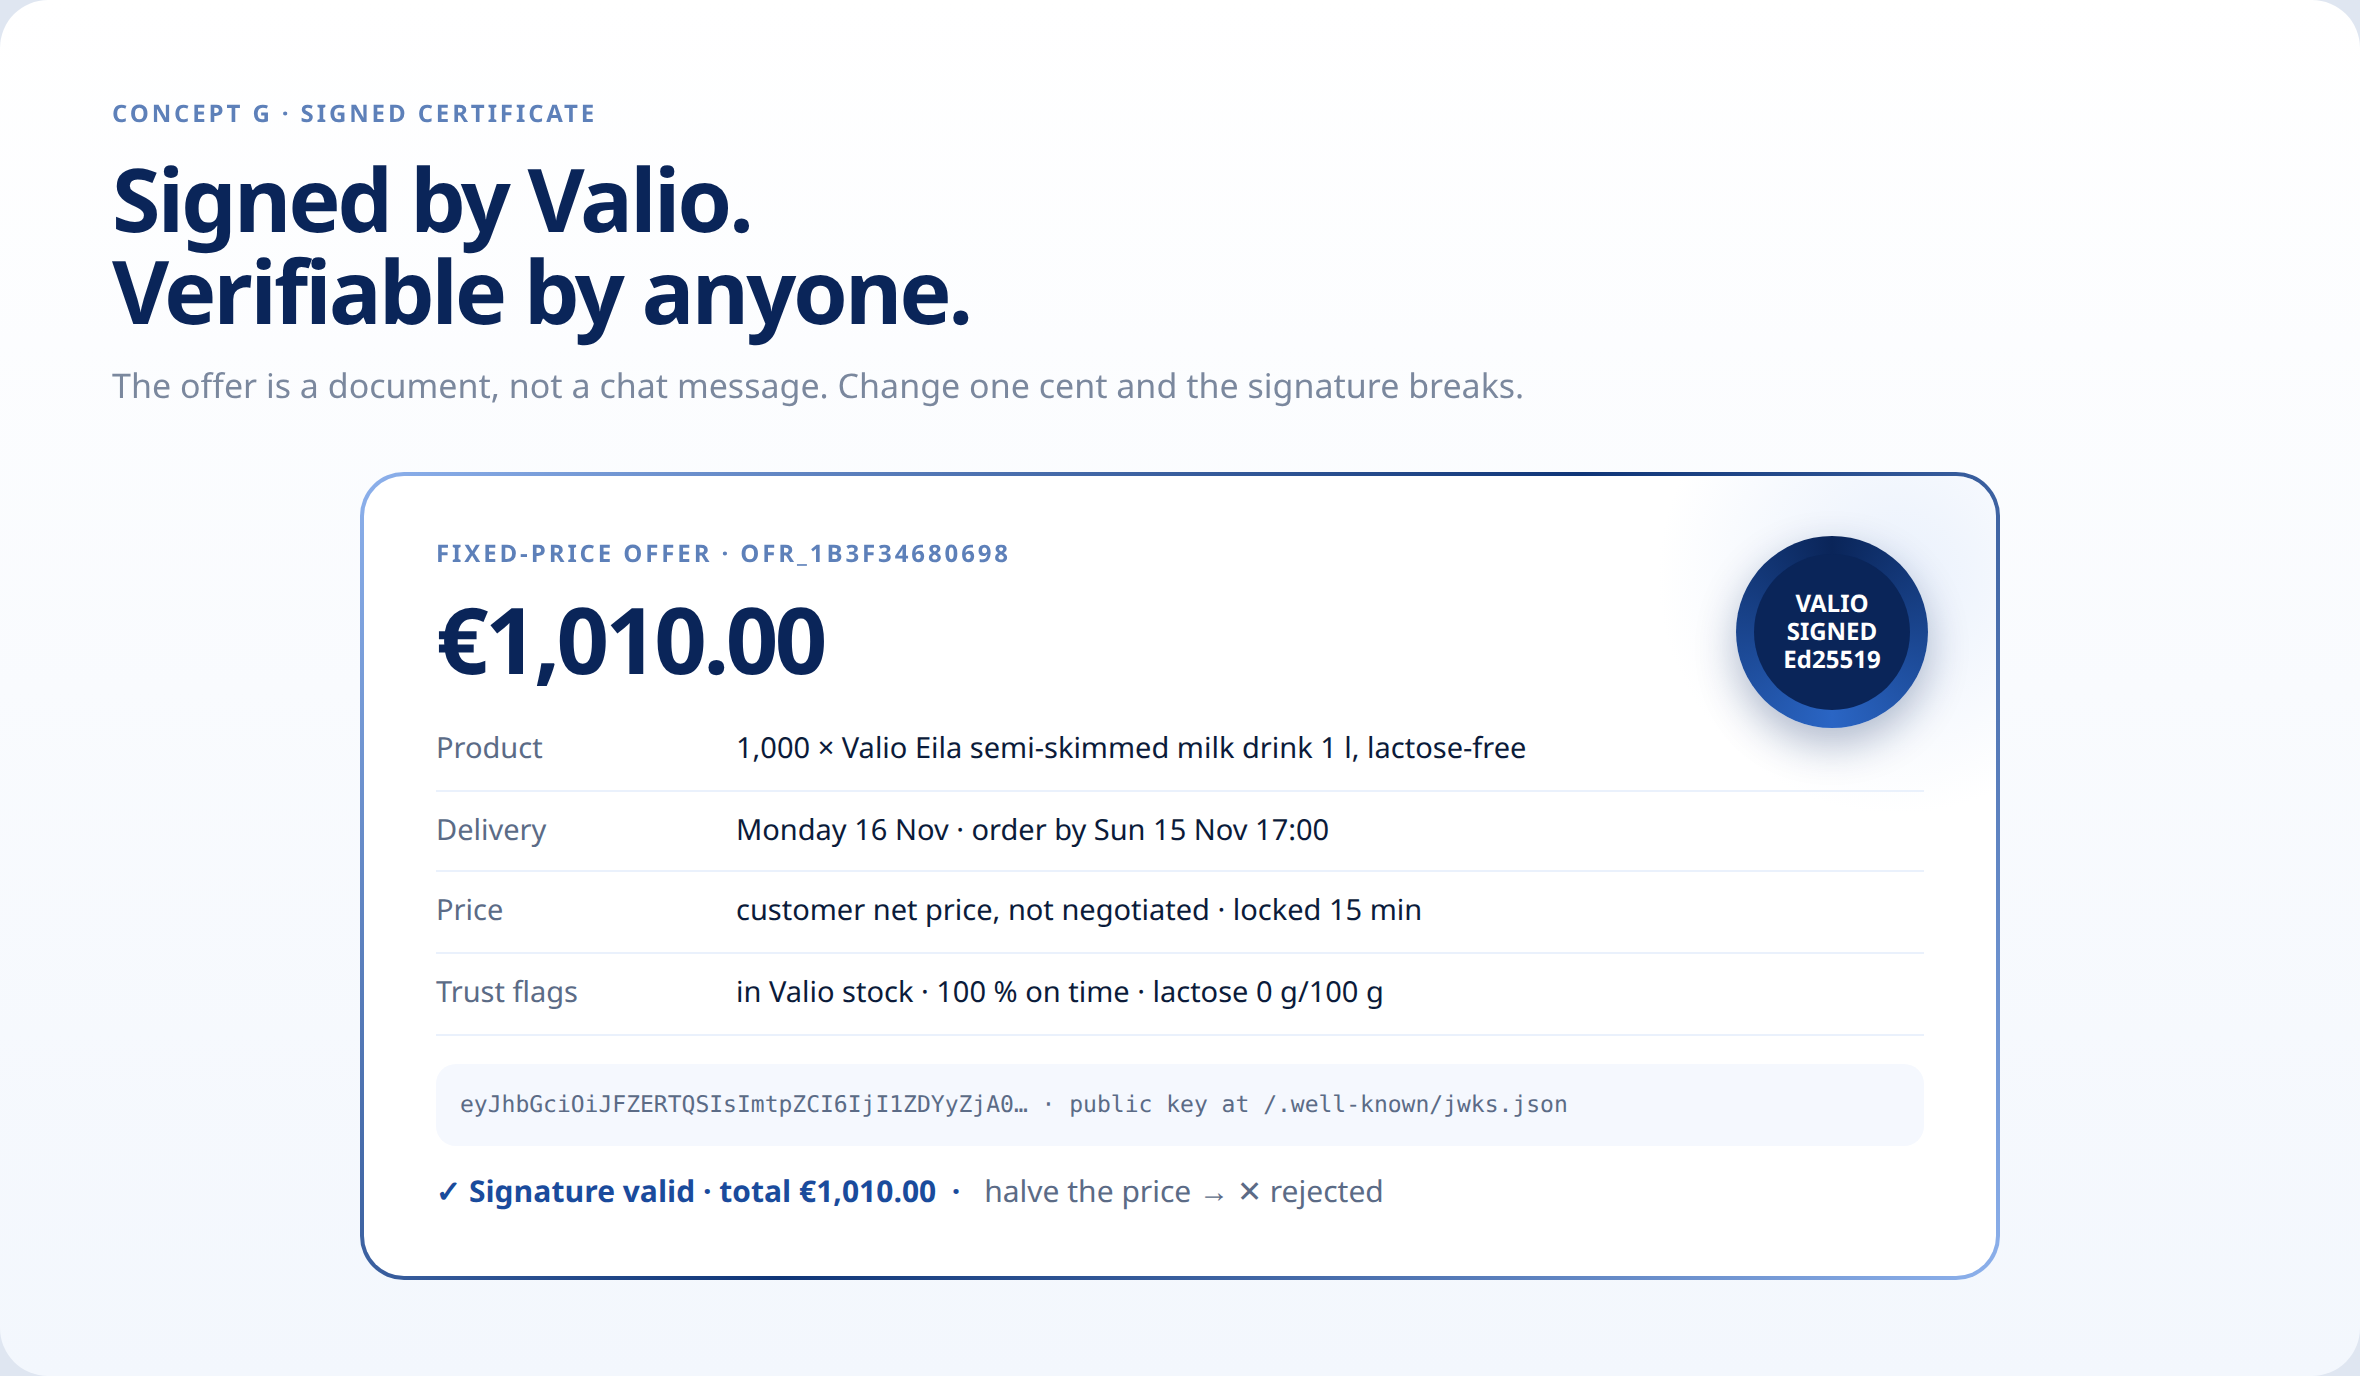 CONCEPT G · SIGNED CERTIFICATE
Signed by Valio.
Verifiable by anyone.
The offer is a document, not a chat message. Change one cent and the signature breaks.
FIXED-PRICE OFFER · OFR_1B3F34680698
€1,010.00
VALIO
SIGNED
Ed25519
Product 1,000 × Valio Eila semi-skimmed milk drink 1 l, lactose-free
Delivery Monday 16 Nov · order by Sun 15 Nov 17:00
Price customer net price, not negotiated · locked 15 min
Trust flags in Valio stock · 100 % on time · lactose 0 g/100 g
eyJhbGciOiJFZERTQSIsImtpZCI6IjI1ZDYyZjA0… · public key at /.well-known/jwks.json
✓ Signature valid · total €1,010.00 · halve the price → ✕ rejected